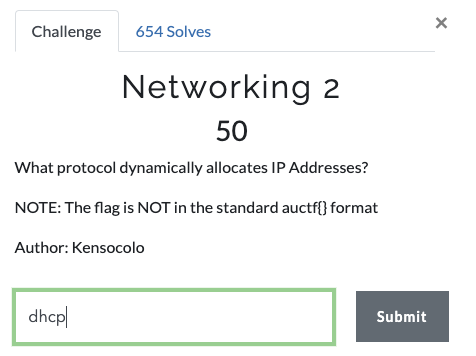 Challenge
654 Solves
×
Networking 2
50
What protocol dynamically allocates IP Addresses?
NOTE: The flag is NOT in the standard auctf{} format
Author: Kensocolo
dhcp
Submit